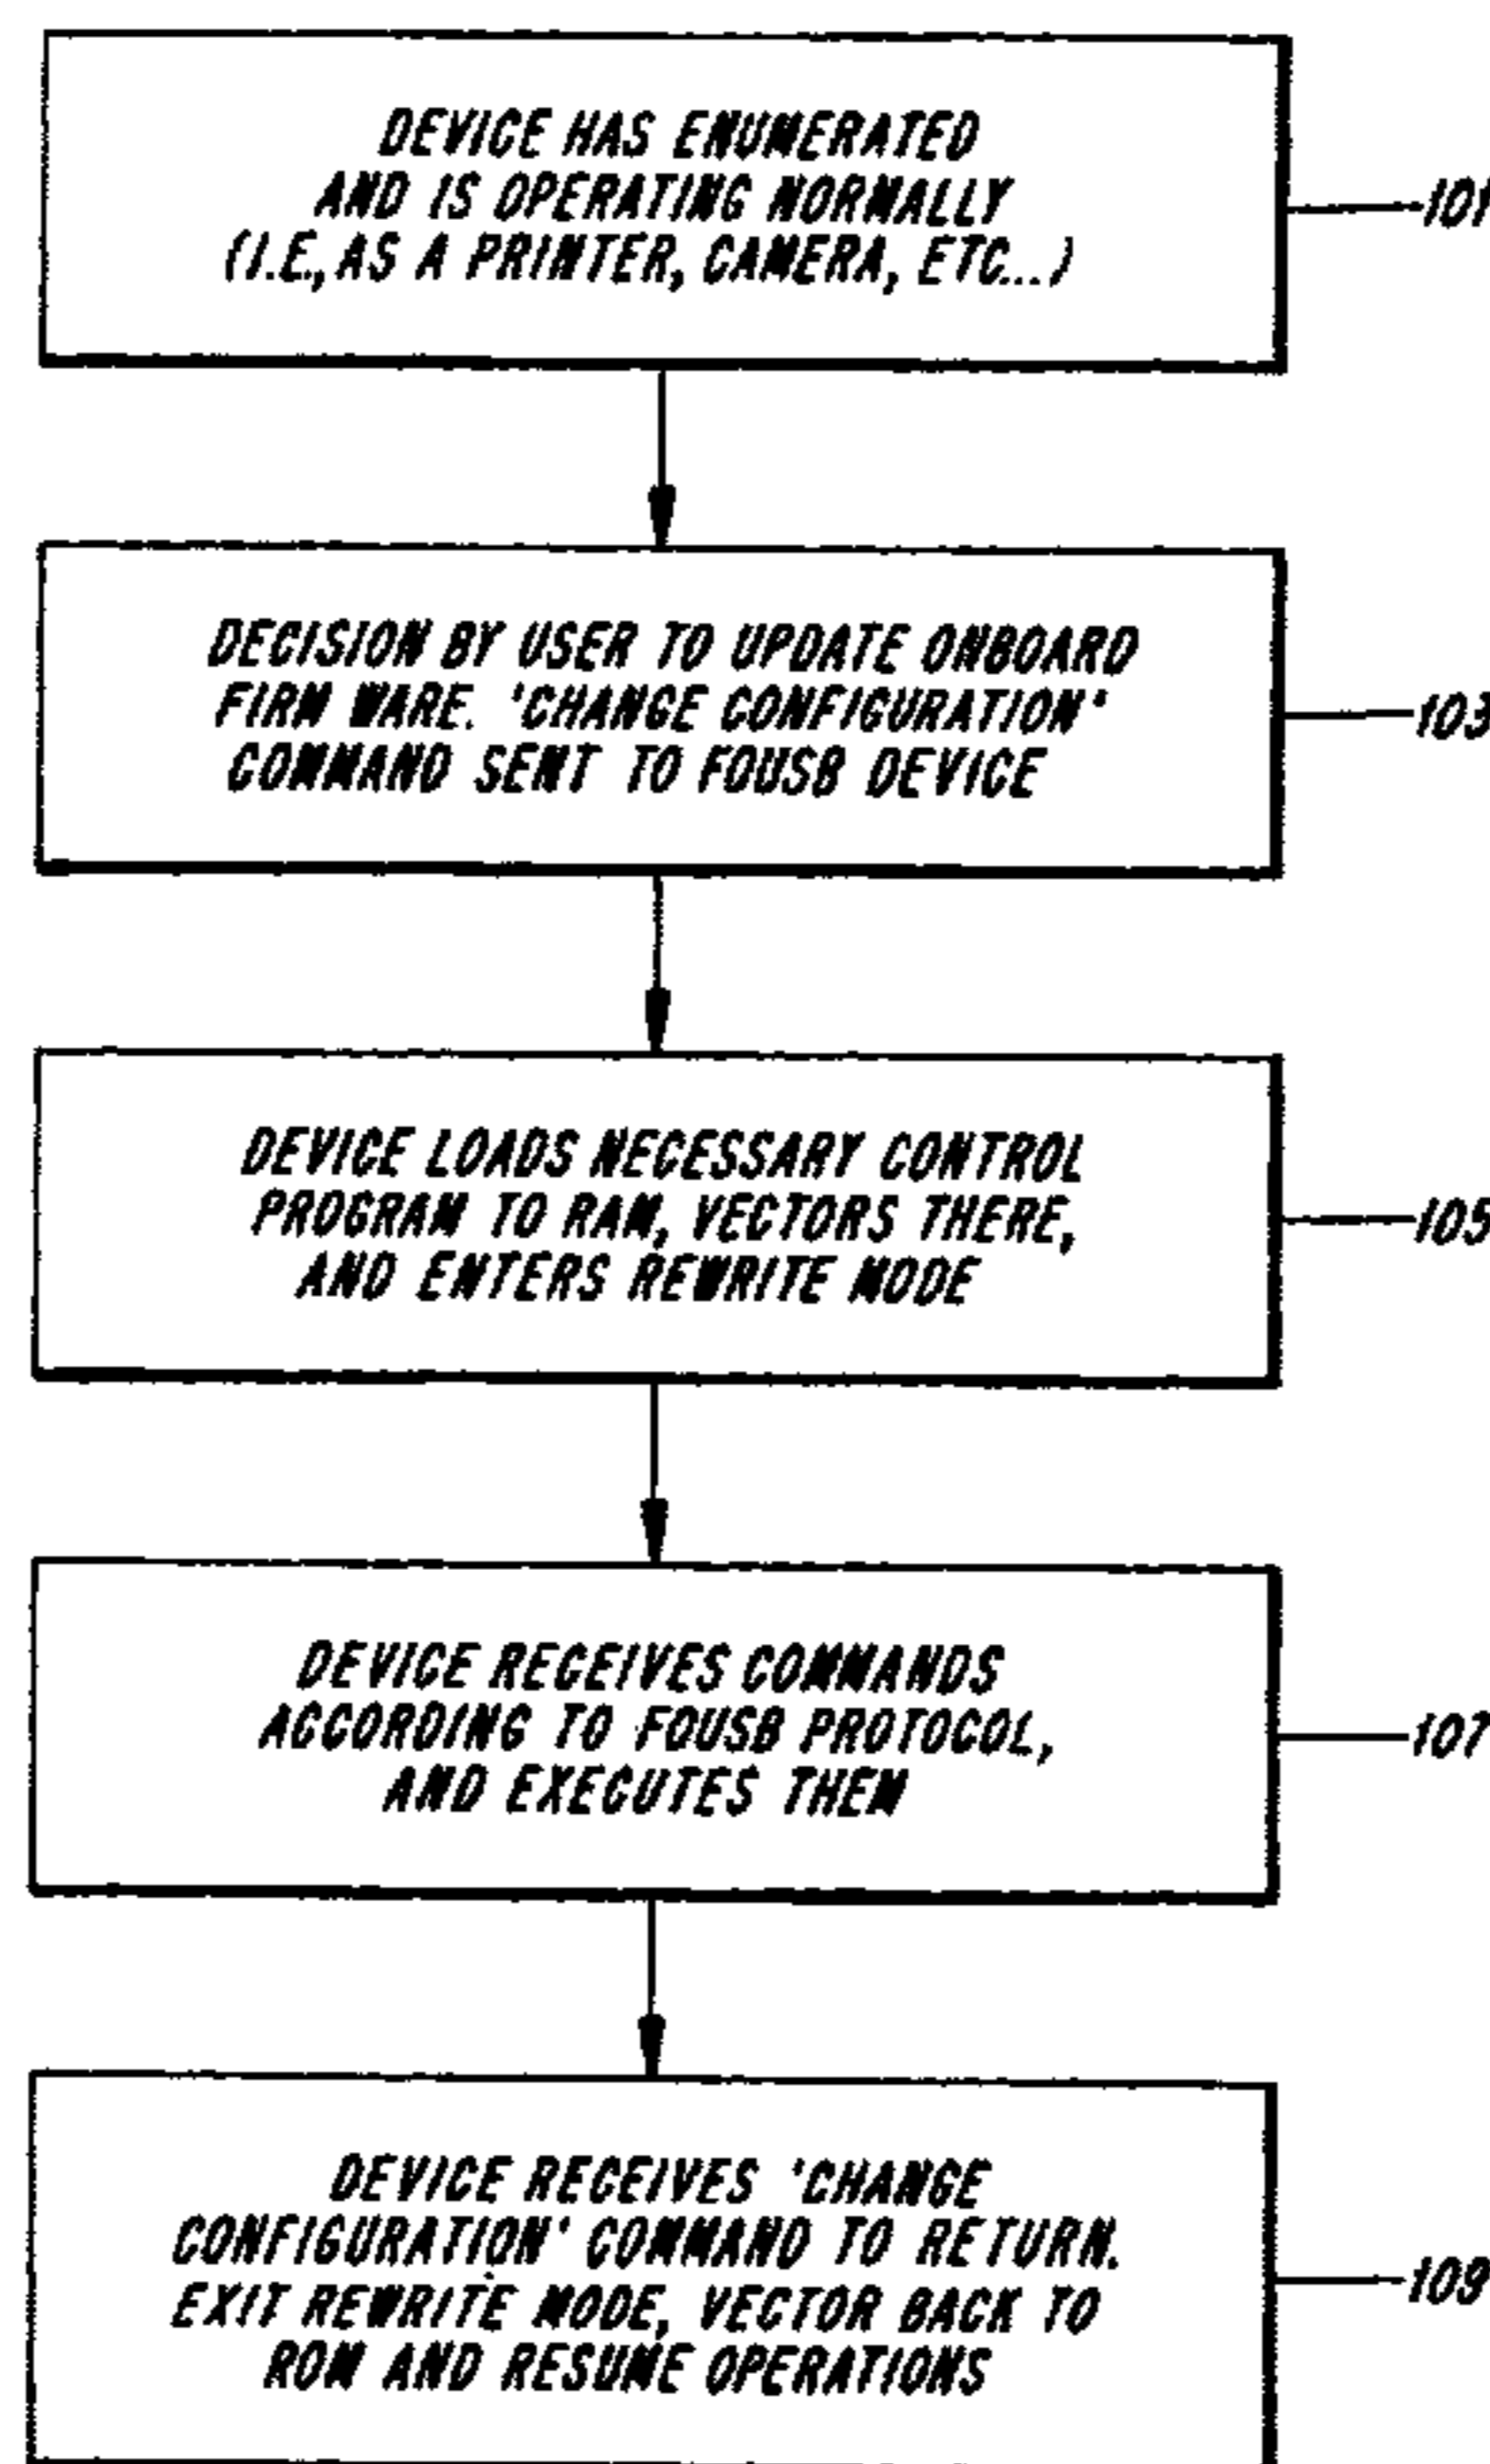 DEVICE HAS ENUMERATED
AND IS OPERATING NORMALLY
(I.E., AS A PRINTER, CAMERA, ETC...)
101
DECISION BY USER TO UPDATE ONBOARD
FIRM WARE. 'CHANGE CONFIGURATION'
COMMAND SENT TO FOUSB DEVICE
103
DEVICE LOADS NECESSARY CONTROL
PROGRAM TO RAM, VECTORS THERE,
AND ENTERS REWRITE MODE
105
DEVICE RECEIVES COMMANDS
ACCORDING TO FOUSB PROTOCOL,
AND EXECUTES THEM
107
DEVICE RECEIVES 'CHANGE
CONFIGURATION' COMMAND TO RETURN.
EXIT REWRITE MODE, VECTOR BACK TO
ROM AND RESUME OPERATIONS
109